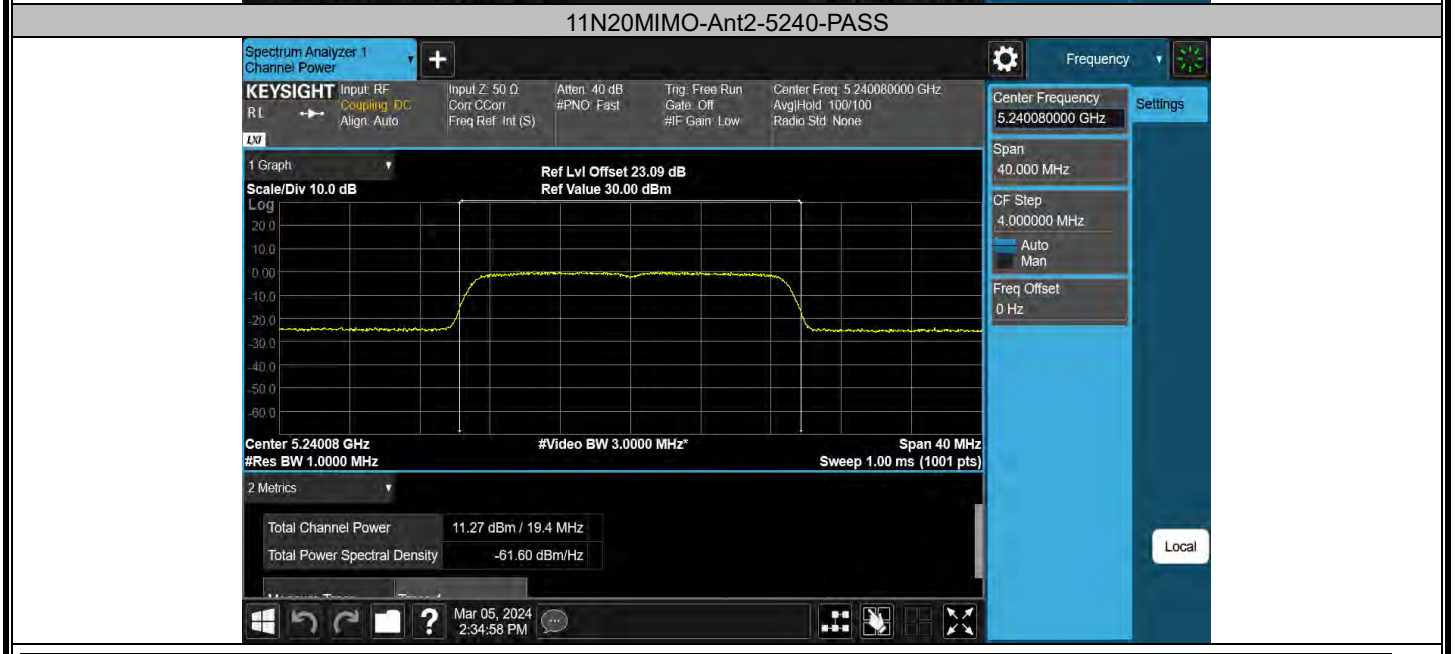 11N20MIMO-Ant2-5240-PASS
Spectrum Analyzer 1
Channel Power
+
Frequency
KEYSIGHT
RL
LXI
Input: RF
Coupling: DC
Align: Auto
Input Z: 50 Ω
Corr CCorr
Freq Ref: Int (S)
Atten: 40 dB
#PNO: Fast
Trig: Free Run
Gate: Off
#IF Gain: Low
Center Freq: 5.240080000 GHz
Avg|Hold: 100/100
Radio Std: None
Center Frequency
5.240080000 GHz
Settings
Span
40.000 MHz
CF Step
4.000000 MHz
Auto
Man
Freq Offset
0 Hz
Local
1 Graph
Scale/Div 10.0 dB
Ref Lvl Offset 23.09 dB
Ref Value 30.00 dBm
Log
20.0
10.0
0.00
-10.0
-20.0
-30.0
-40.0
-50.0
-60.0
Center 5.24008 GHz
#Video BW 3.0000 MHz*
Span 40 MHz
#Res BW 1.0000 MHz
Sweep 1.00 ms (1001 pts)
2 Metrics
Total Channel Power 11.27 dBm / 19.4 MHz
Total Power Spectral Density -61.60 dBm/Hz
?
Mar 05, 2024
2:34:58 PM